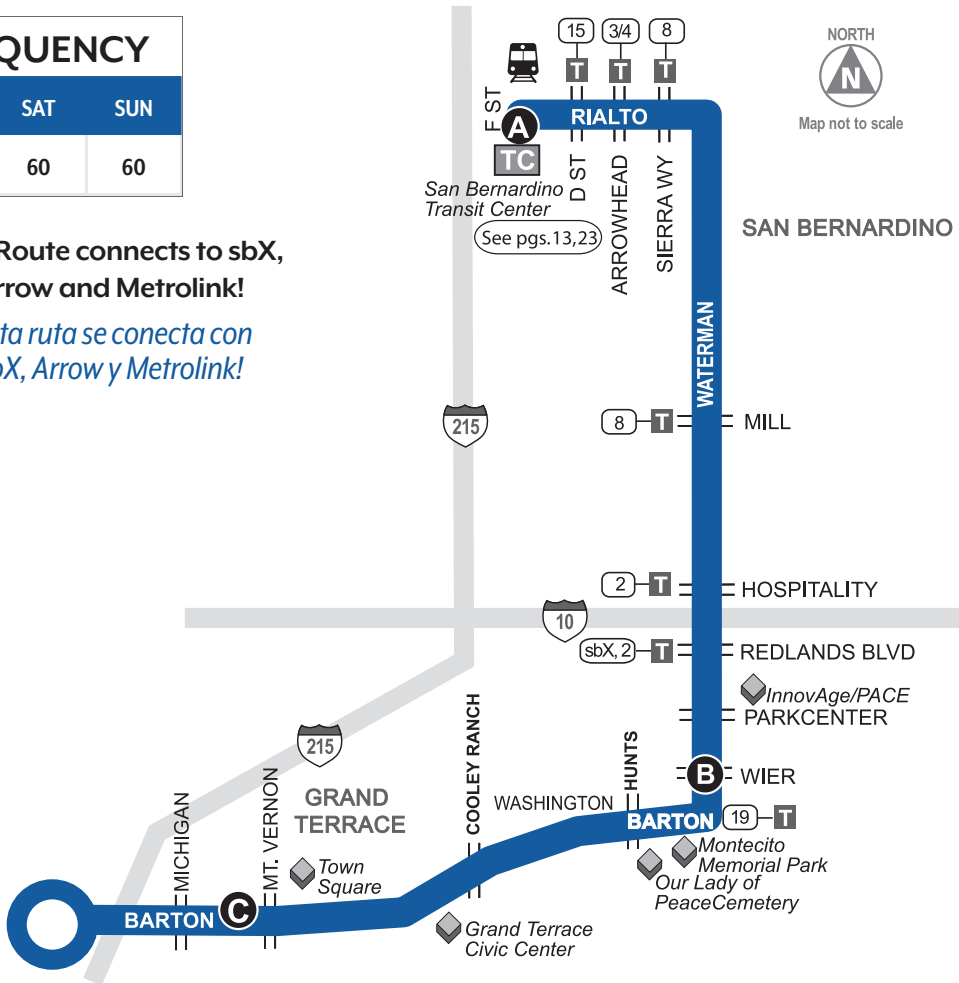 QUENCY
SAT SUN
60 60
Route connects to sbX,
rrow and Metrolink!
ta ruta se conecta con
bX, Arrow y Metrolink!
15 3/4 8
T T T
NORTH
N
Map not to scale
F ST
A
RIALTO
TC
San Bernardino
Transit Center
See pgs.13,23
D ST
ARROWHEAD
SIERRA WY
SAN BERNARDINO
WATERMAN
215
8 T MILL
2 T HOSPITALITY
10
sbX, 2 T REDLANDS BLVD
InnovAge/PACE
PARKCENTER
215
B WIER
COOLEY RANCH
HUNTS
WASHINGTON
BARTON 19 T
GRAND
TERRACE
MICHIGAN
MT. VERNON
Town
Square
Montecito
Memorial Park
Our Lady of
PeaceCemetery
BARTON C
Grand Terrace
Civic Center